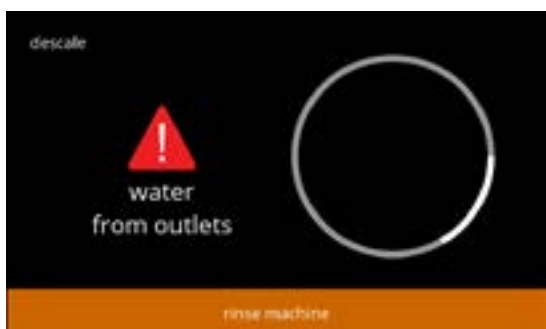 descale
!
water
from outlets
rinse machine